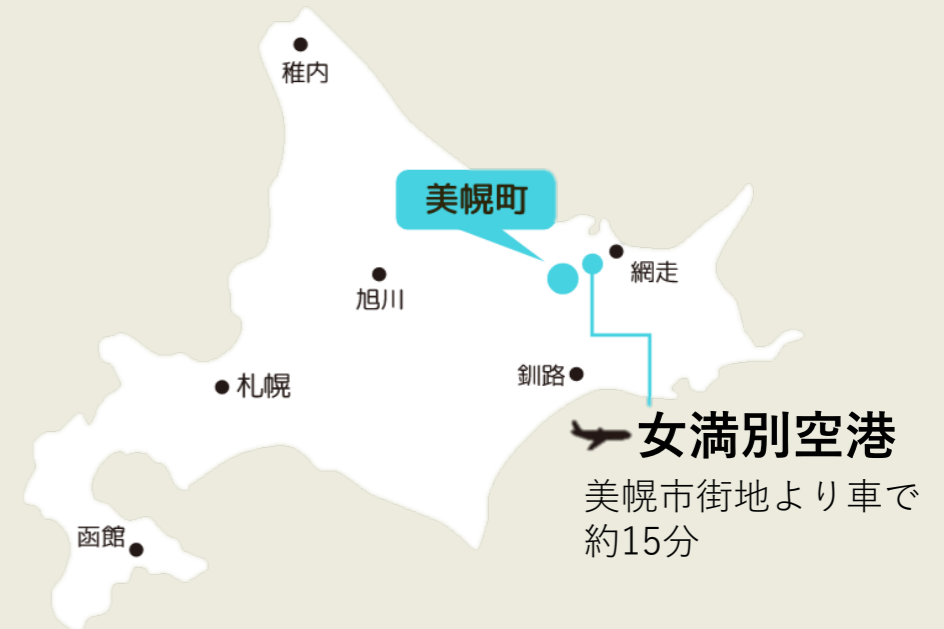 稚内
美幌町
網走
旭川
釧路
札幌
女満別空港
美幌市街地より車で
約15分
函館